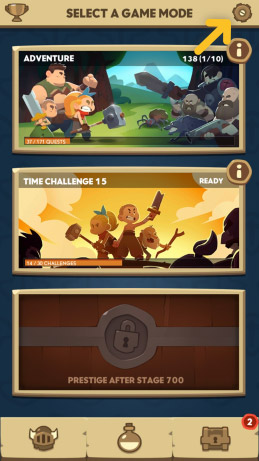 SELECT A GAME MODE
ADVENTURE
138 (1/10)
37 / 171 QUESTS
TIME CHALLENGE 15
READY
14 / 30 CHALLENGES
PRESTIGE AFTER STAGE 700
2